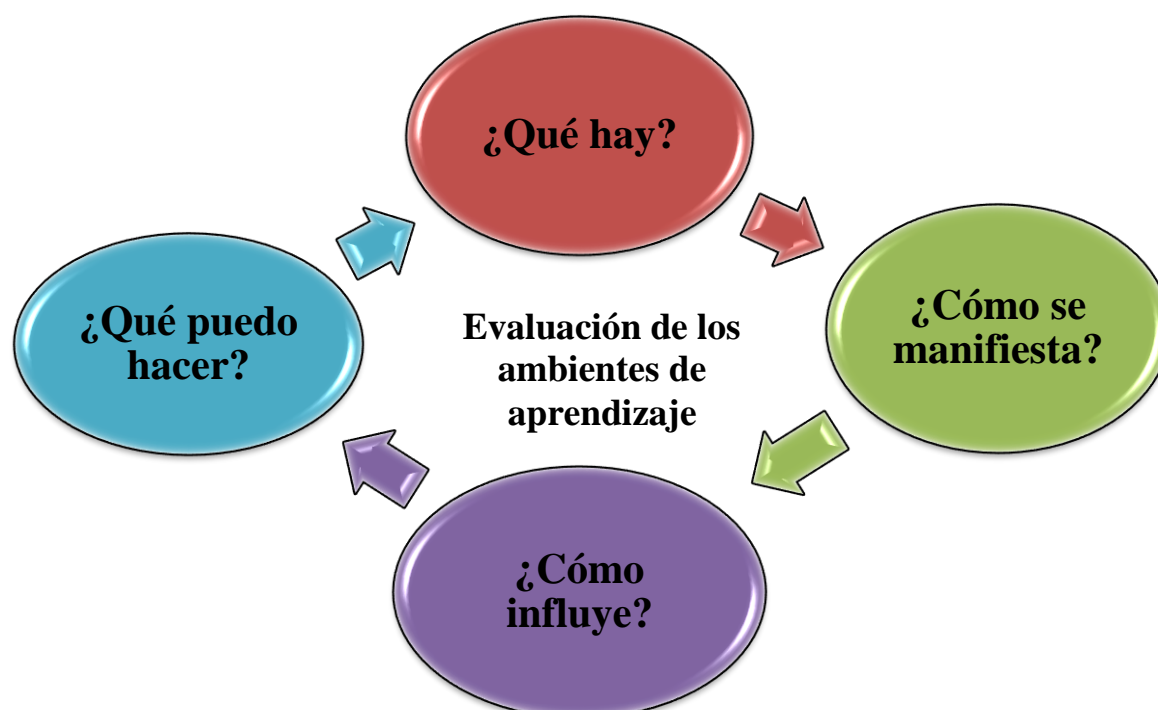 ¿Qué hay?
¿Cómo se
manifiesta?
¿Cómo
influye?
¿Qué puedo
hacer?
Evaluación de los
ambientes de
aprendizaje